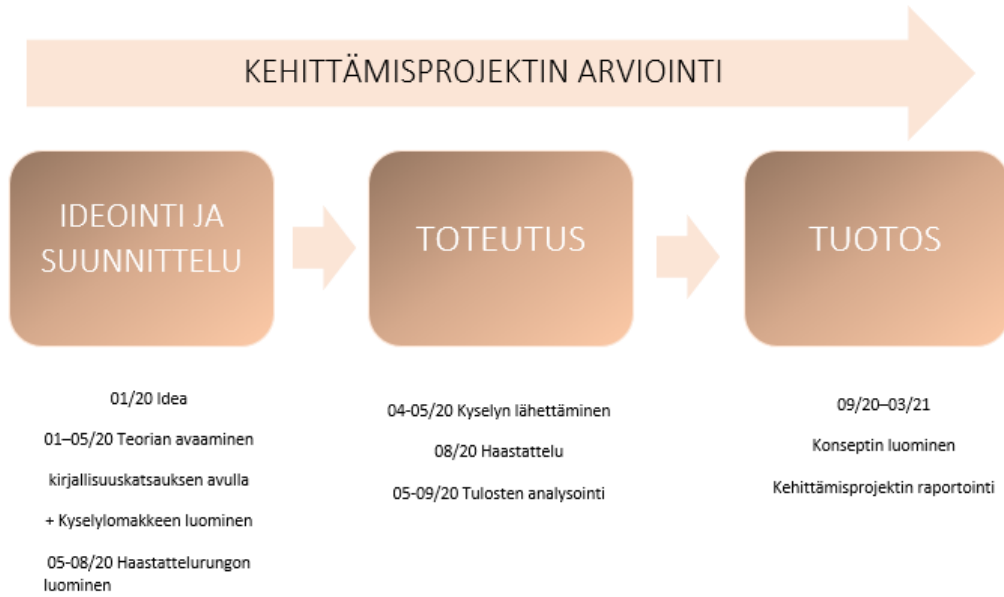 KEHITTÄMISPROJEKTIN ARVIOINTI
IDEOINTI JA
SUUNNITTELU
TOTEUTUS
TUOTOS
01/20 Idea
01–05/20 Teorian avaaminen
kirjallisuuskatsauksen avulla
+ Kyselylomakkeen luominen
05-08/20 Haastattelurungon
luominen
04-05/20 Kyselyn lähettäminen
08/20 Haastattelu
05-09/20 Tulosten analysointi
09/20–03/21
Konseptin luominen
Kehittämisprojektin raportointi